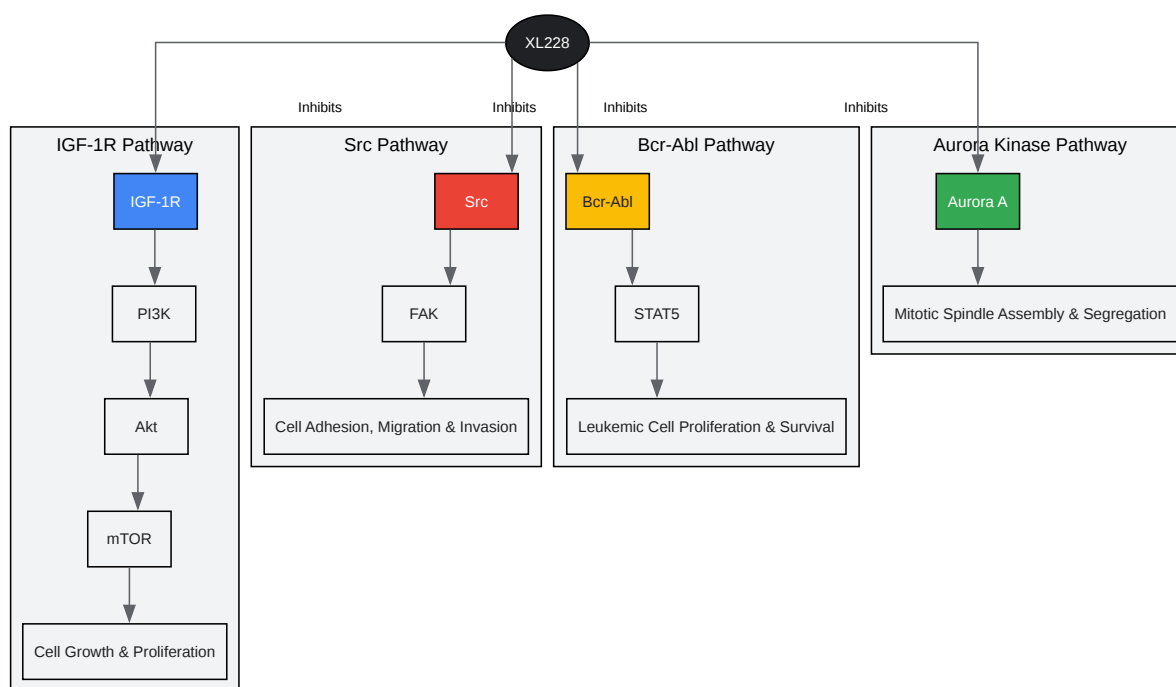 XL228
Inhibits
Inhibits
Inhibits
Inhibits
IGF-1R Pathway
Src Pathway
Bcr-Abl Pathway
Aurora Kinase Pathway
IGF-1R
Src
Bcr-Abl
Aurora A
PI3K
FAK
STAT5
Mitotic Spindle Assembly & Segregation
Akt
Cell Adhesion, Migration & Invasion
Leukemic Cell Proliferation & Survival
mTOR
Cell Growth & Proliferation